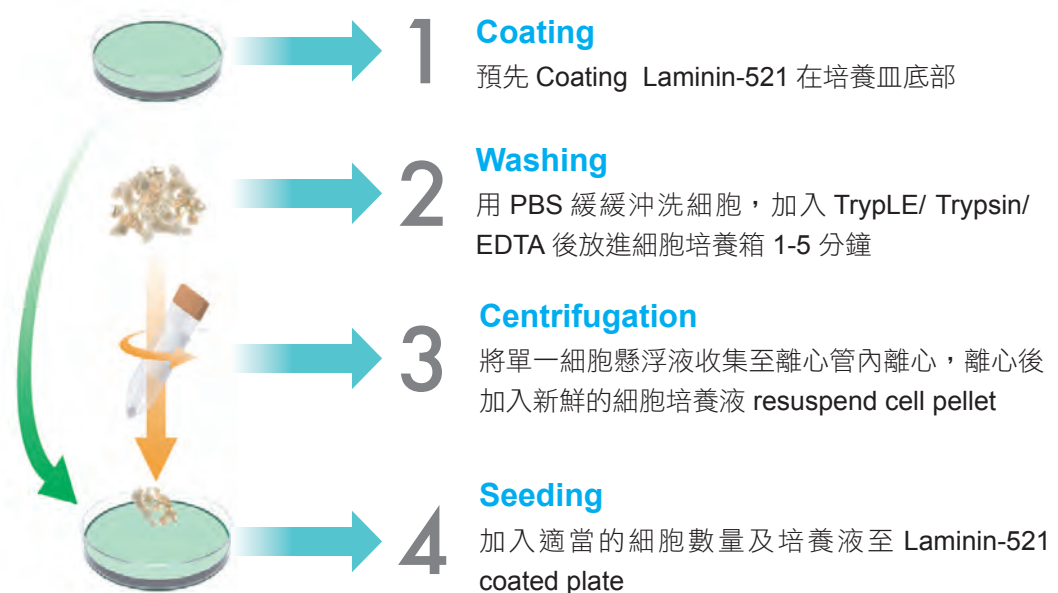 1
Coating
預先 Coating Laminin-521 在培養皿底部
2
Washing
用 PBS 緩緩沖洗細胞，加入 TrypLE/ Trypsin/
EDTA 後放進細胞培養箱 1-5 分鐘
3
Centrifugation
將單一細胞懸浮液收集至離心管內離心，離心後
加入新鮮的細胞培養液 resuspend cell pellet
4
Seeding
加入適當的細胞數量及培養液至 Laminin-521
coated plate